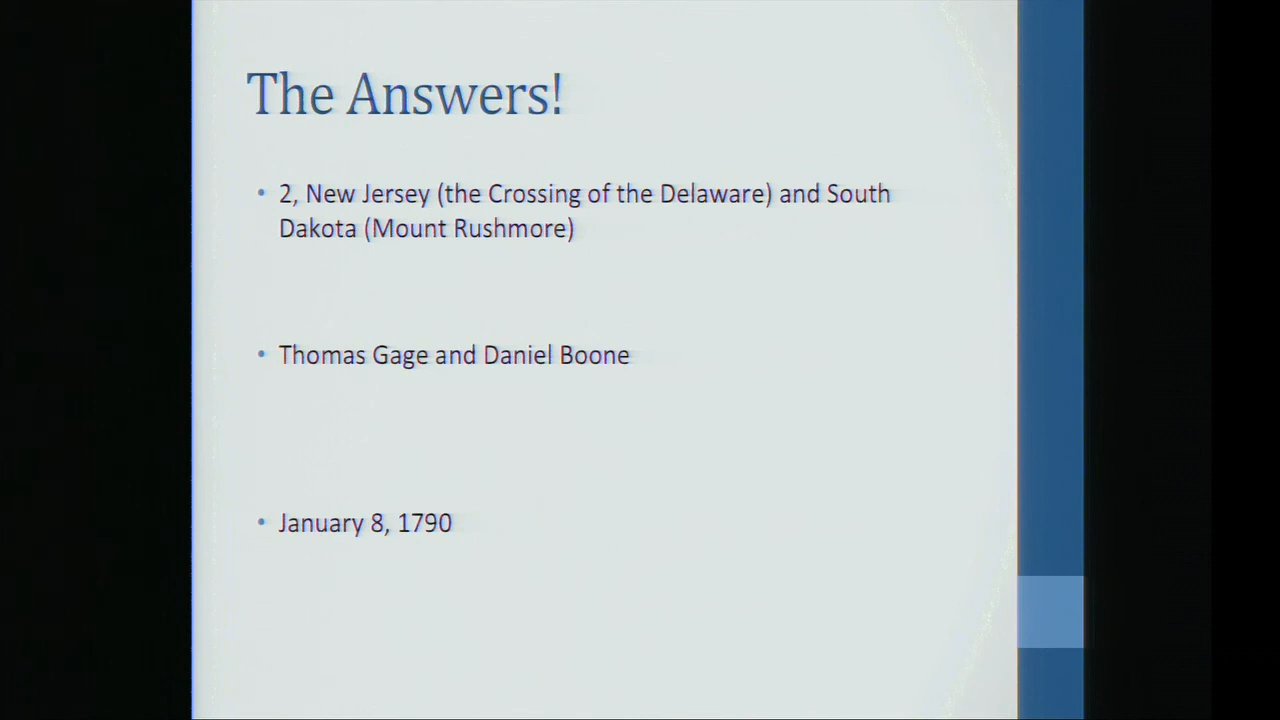 The Answers!
• 2, New Jersey (the Crossing of the Delaware) and South
Dakota (Mount Rushmore)
• Thomas Gage and Daniel Boone
• January 8, 1790